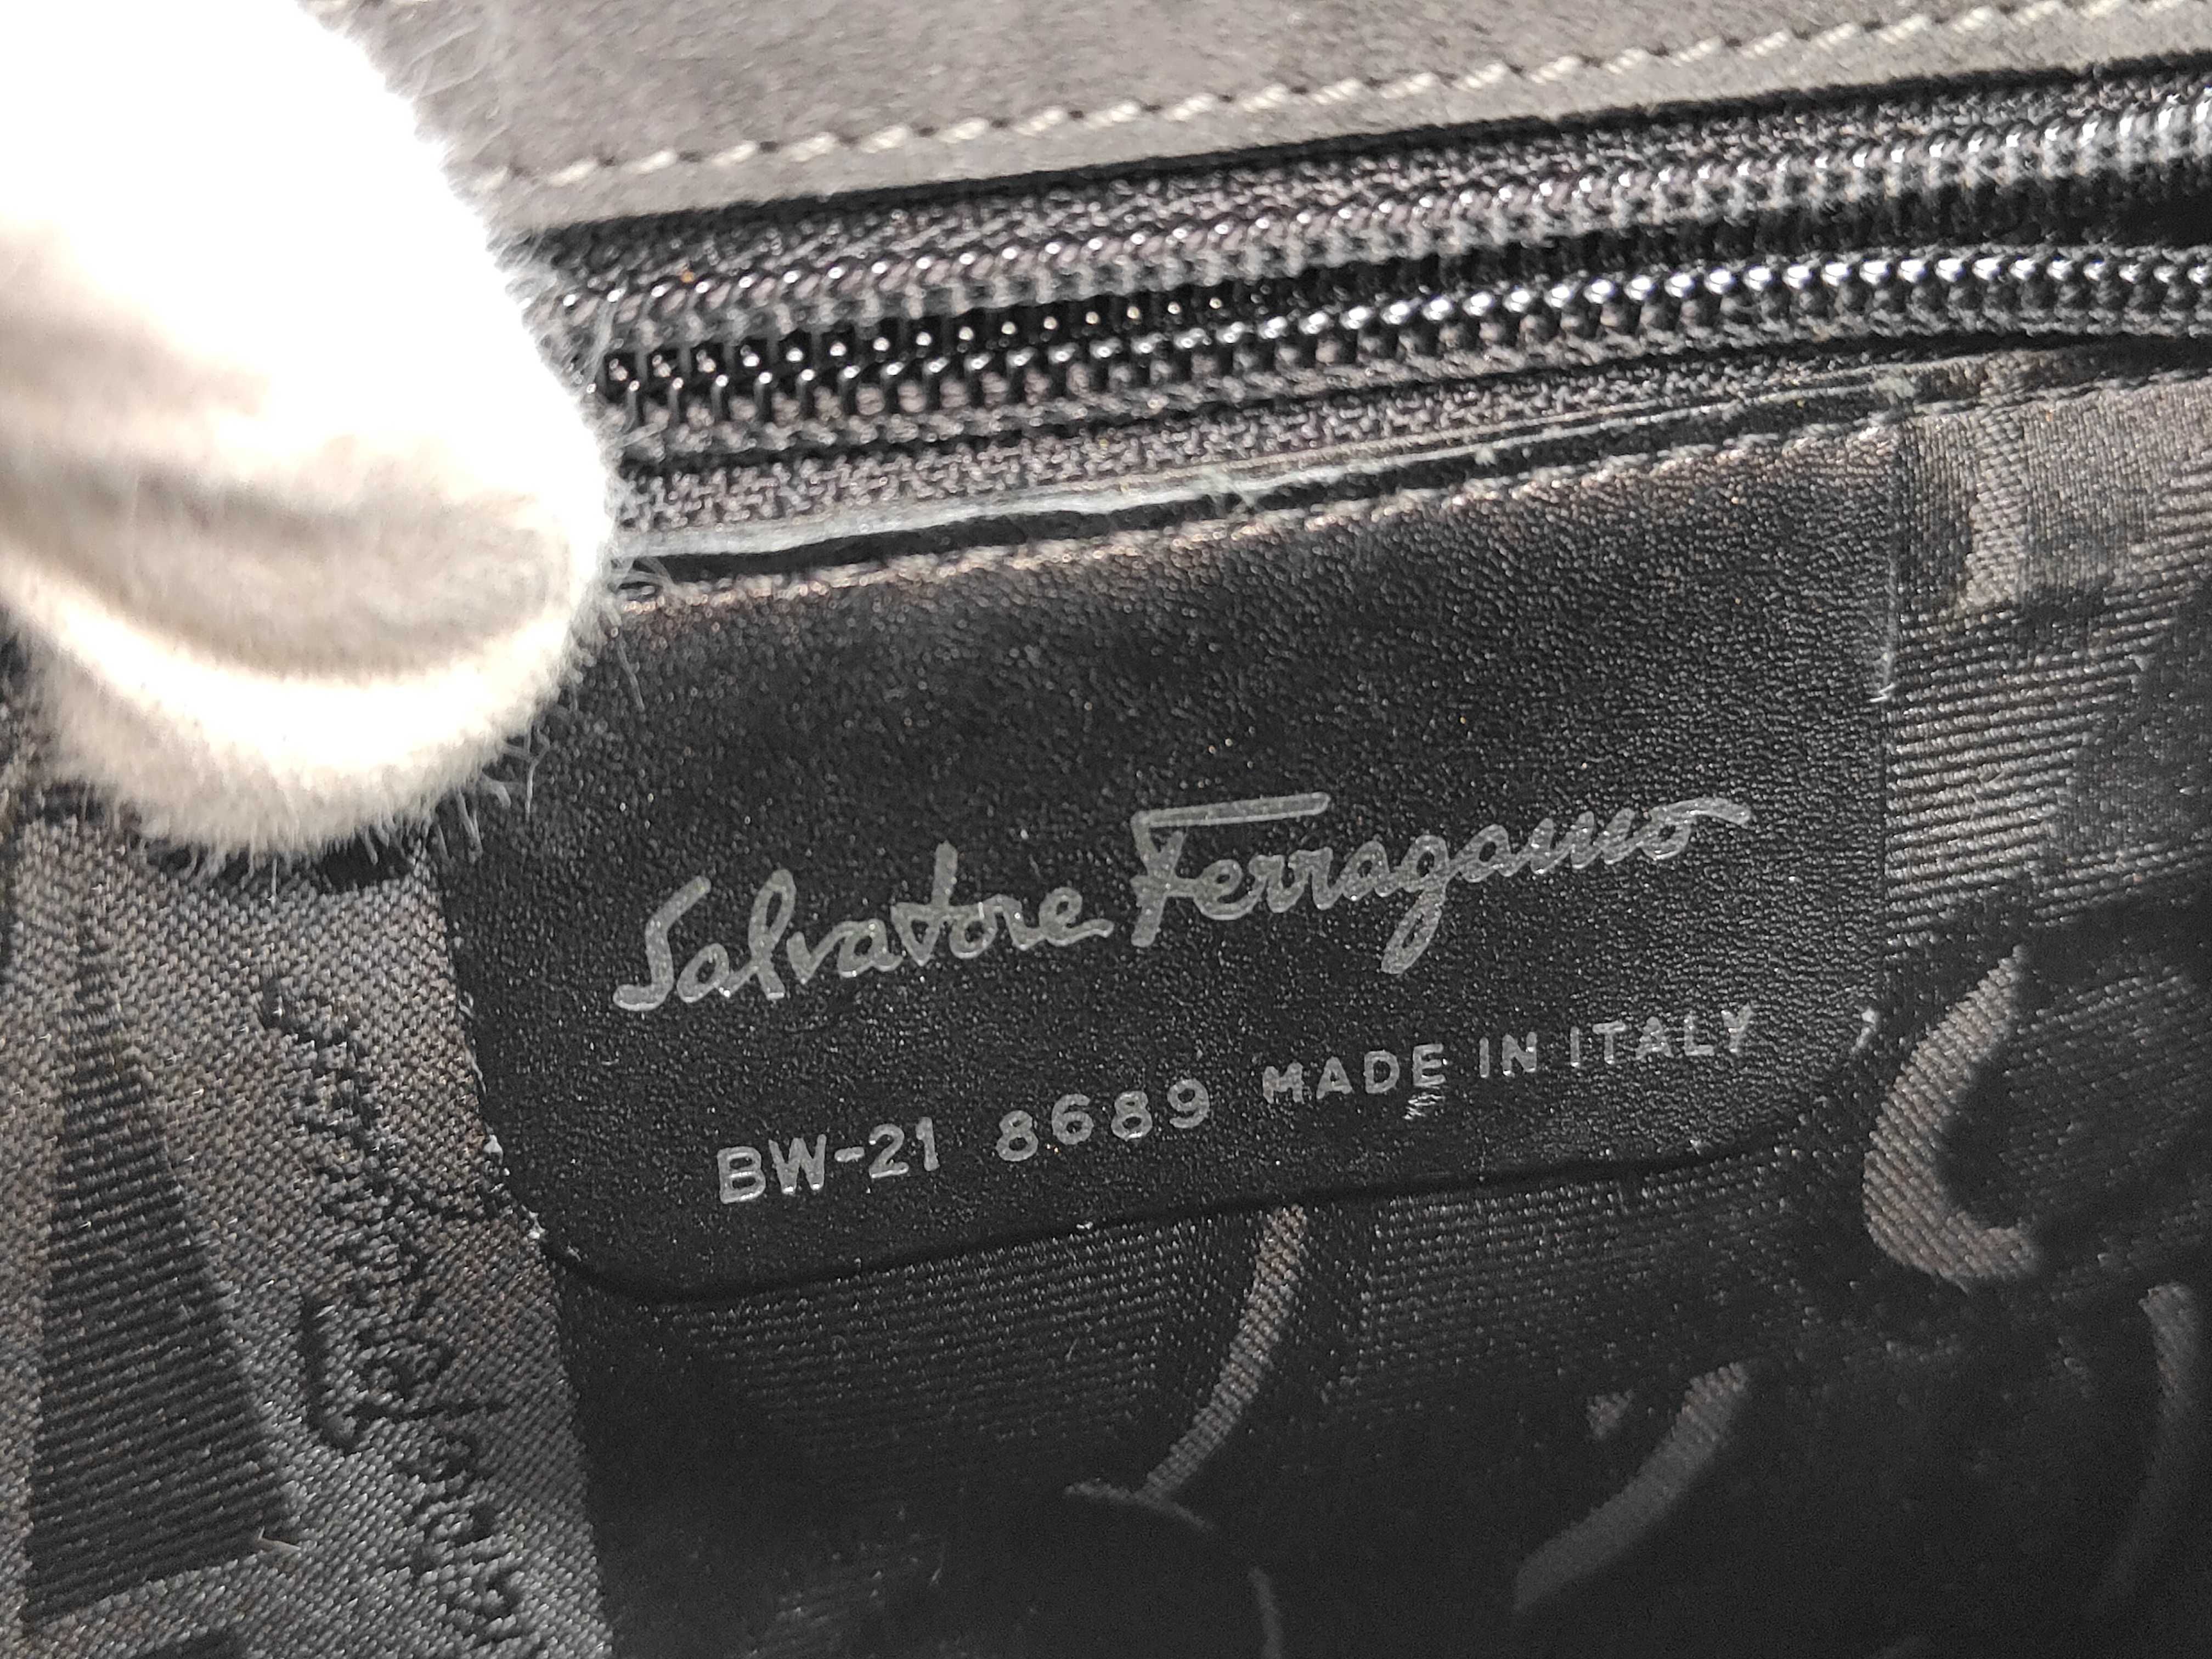 Salvatore Ferragamo
BW-21 8689 MADE IN ITALY